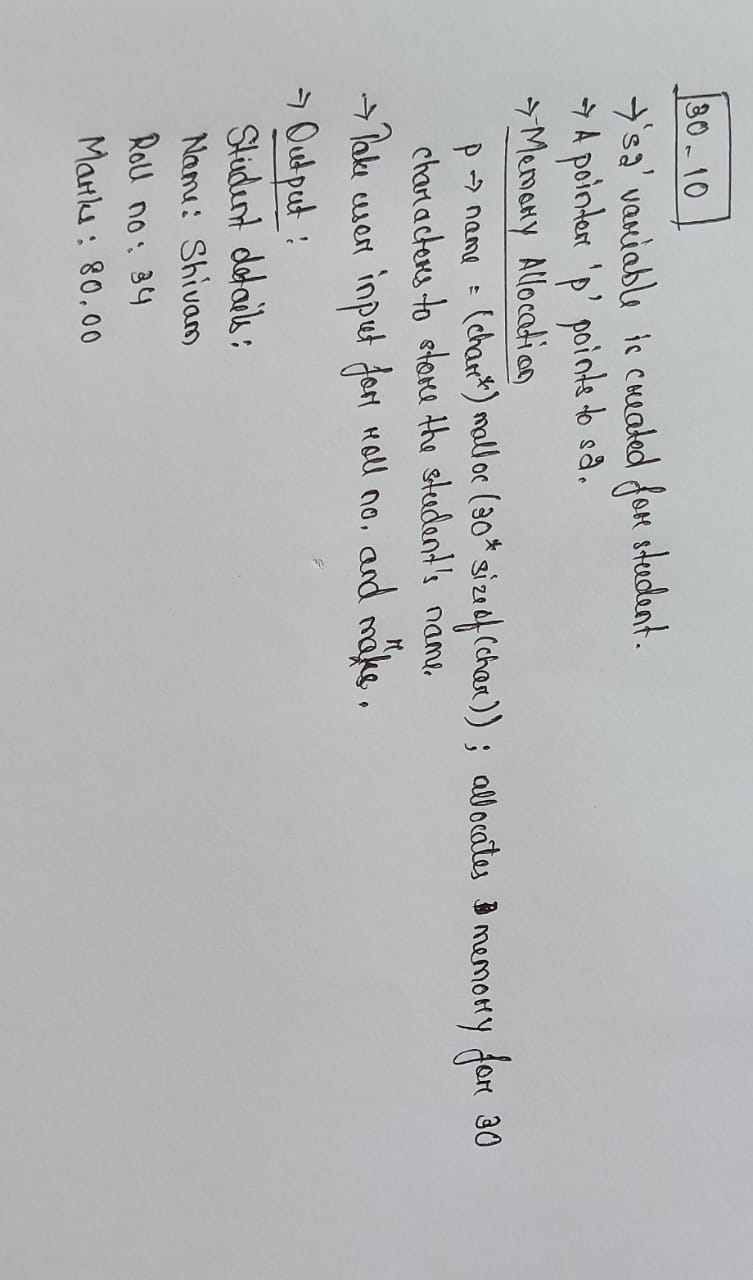 30-10
→ 's2' variable is created for student.
→ A pointer 'p' points to s2.
→ Memory Allocation
p → name = (char*) malloc (30* sizeof(char)); allocates memory for 30
characters to store the student's name.
→ Take user input for roll no. and marks.
→ Output :
Student details:
Name: Shivam
Roll no: 34
Marks: 80.00